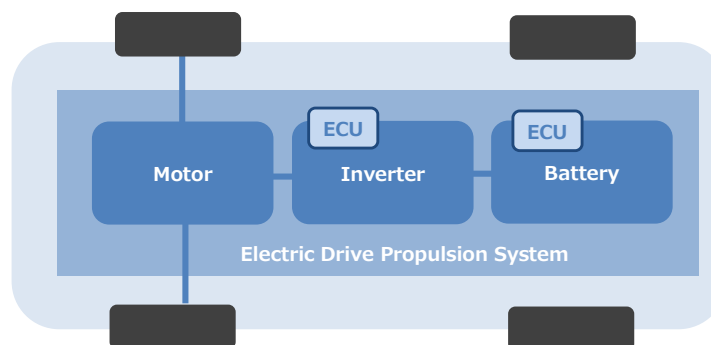 ECU
ECU
Motor
Inverter
Battery
Electric Drive Propulsion System